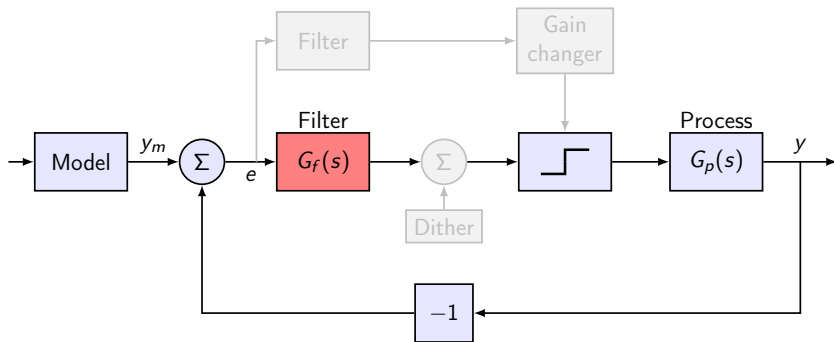 Filter
Gain
changer
Filter
Process
Model
y_m
Σ
e
G_f(s)
Σ
G_p(s)
y
Dither
−1